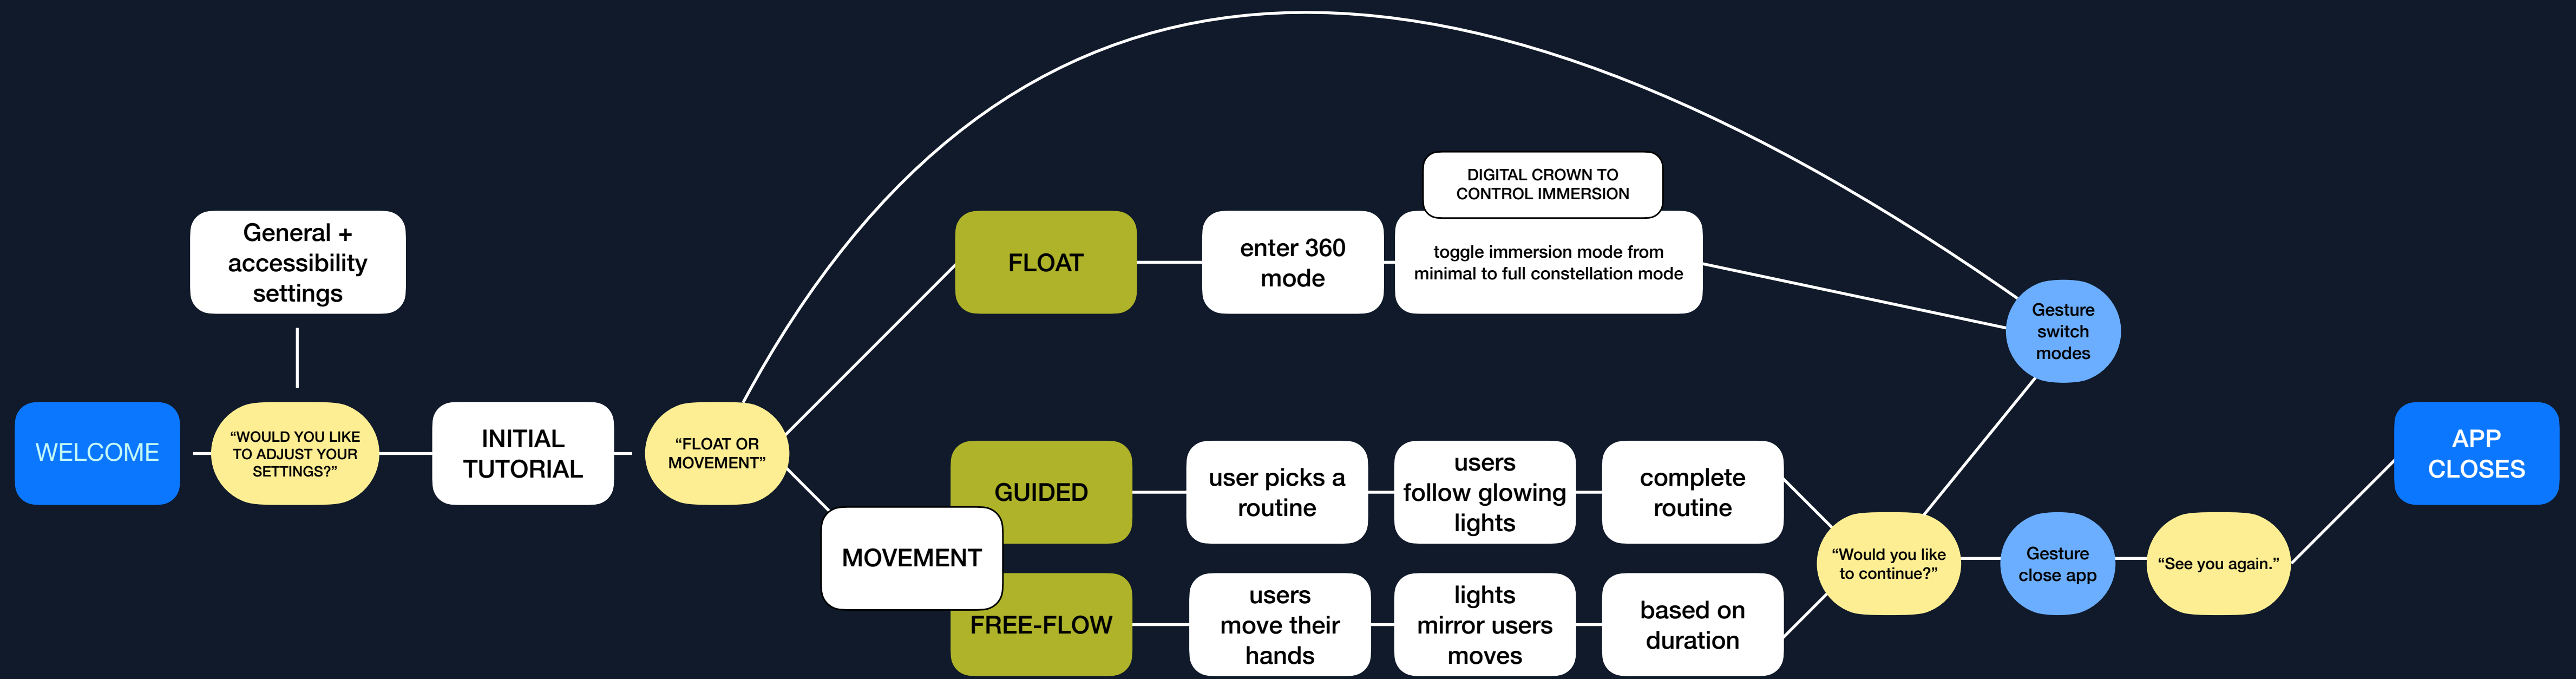 WELCOME
General +
accessibility
settings
“WOULD YOU LIKE
TO ADJUST YOUR
SETTINGS?”
INITIAL
TUTORIAL
“FLOAT OR
MOVEMENT”
FLOAT
enter 360
mode
DIGITAL CROWN TO
CONTROL IMMERSION
toggle immersion mode from
minimal to full constellation mode
MOVEMENT
GUIDED
user picks a
routine
users
follow glowing
lights
complete
routine
FREE-FLOW
users
move their
hands
lights
mirror users
moves
based on
duration
“Would you like
to continue?”
Gesture
switch
modes
Gesture
close app
“See you again.”
APP
CLOSES